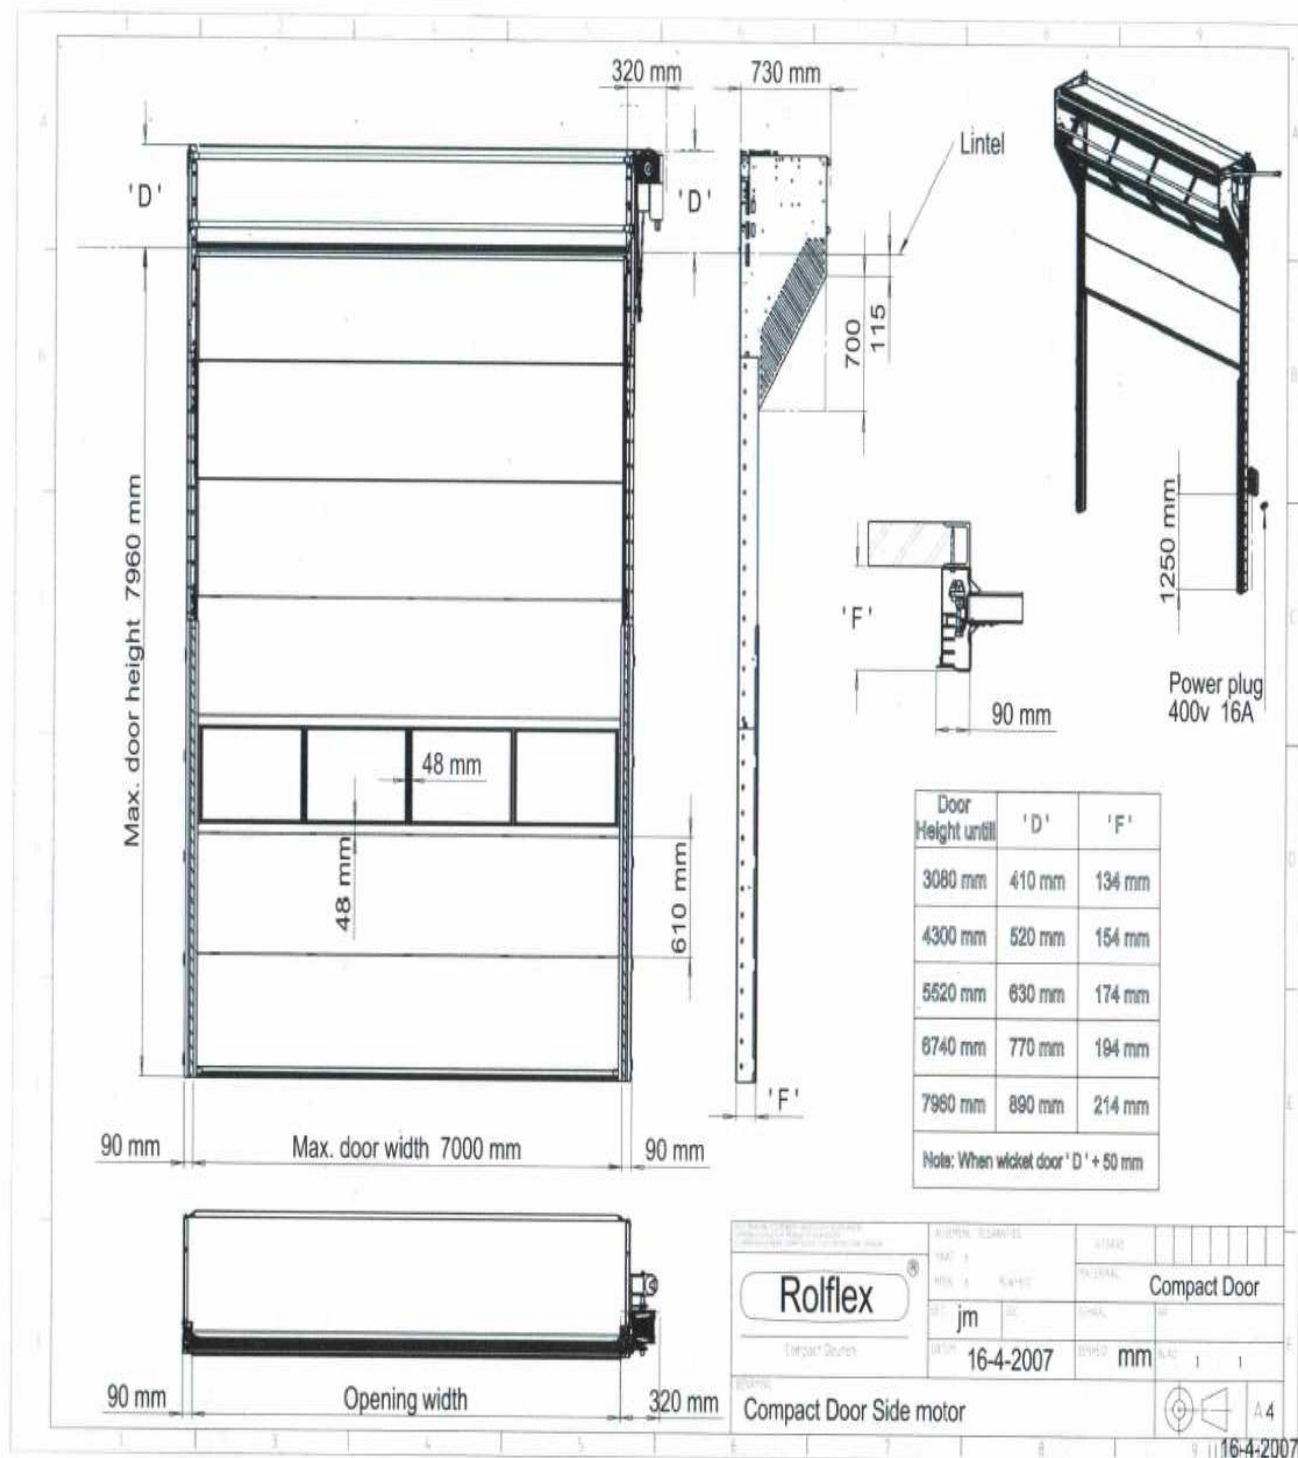 320 mm
730 mm
Lintel
'D'
'D'
700
115
Max. door height 7960 mm
1250 mm
'F'
90 mm
Power plug
400v 16A
48 mm
48 mm
610 mm
Door
Height untill
'D'
'F'
3080 mm 410 mm 134 mm
4300 mm 520 mm 154 mm
5520 mm 630 mm 174 mm
6740 mm 770 mm 194 mm
7960 mm 890 mm 214 mm
Note: When wicket door 'D' + 50 mm
'F'
90 mm
Max. door width 7000 mm
90 mm
90 mm
Opening width
320 mm
Rolflex
®
Compact Deuren
Compact Door
jm
16-4-2007
mm
1 1
Compact Door Side motor
A4
16-4-2007